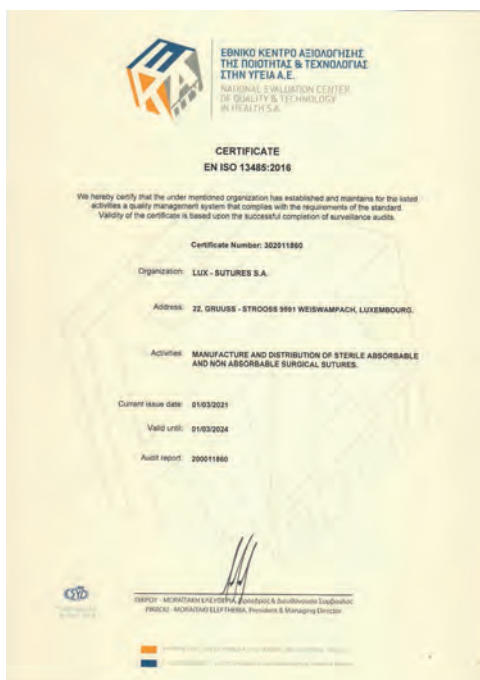 ΕΘΝΙΚΟ ΚΕΝΤΡΟ ΑΞΙΟΛΟΓΗΣΗΣ
ΤΗΣ ΠΟΙΟΤΗΤΑΣ & ΤΕΧΝΟΛΟΓΙΑΣ
ΣΤΗΝ ΥΓΕΙΑ Α.Ε.
NATIONAL EVALUATION CENTER
OF QUALITY & TECHNOLOGY
IN HEALTH S.A.
CERTIFICATE
EN ISO 13485:2016
We hereby certify that the under mentioned organization has established and maintains for the listed
activities a quality management system that complies with the requirements of the standard.
Validity of the certificate is based upon the successful completion of surveillance audits.
Certificate Number: 302011860
Organization: LUX - SUTURES S.A.
Address: 22, GRUUSS - STROOSS 9991 WEISWAMPACH, LUXEMBOURG.
Activities: MANUFACTURE AND DISTRIBUTION OF STERILE ABSORBABLE
AND NON ABSORBABLE SURGICAL SUTURES.
Current issue date: 01/03/2021
Valid until: 01/03/2024
Audit report: 200011860
ΜΟΡΑΪΤΑΚΗ ΕΛΕΥΘΕΡΙΑ, Πρόεδρος & Διευθύνουσα Σύμβουλος
MORAITAKI ELEFTHERIA, President & Managing Director